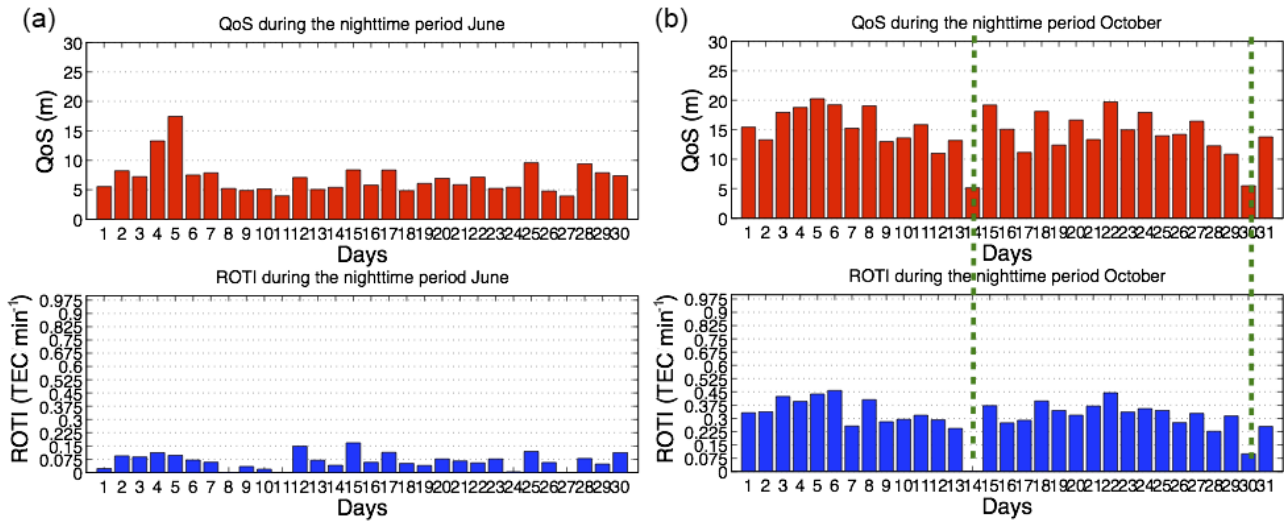 (a)
QoS during the nighttime period June
30
25
20
15
10
5
0
QoS (m)
1 2 3 4 5 6 7 8 9 10 11 12 13 14 15 16 17 18 19 20 21 22 23 24 25 26 27 28 29 30
Days
ROTI during the nighttime period June
0.975
0.9
0.825
0.75
0.675
0.6
0.525
0.45
0.375
0.3
0.225
0.15
0.075
0
ROTI (TEC min⁻¹)
1 2 3 4 5 6 7 8 9 10 11 12 13 14 15 16 17 18 19 20 21 22 23 24 25 26 27 28 29 30
Days
(b)
QoS during the nighttime period October
30
25
20
15
10
5
0
QoS (m)
1 2 3 4 5 6 7 8 9 10 11 12 13 14 15 16 17 18 19 20 21 22 23 24 25 26 27 28 29 30 31
Days
ROTI during the nighttime period October
0.975
0.9
0.825
0.75
0.675
0.6
0.525
0.45
0.375
0.3
0.225
0.15
0.075
0
ROTI (TEC min⁻¹)
1 2 3 4 5 6 7 8 9 10 11 12 13 14 15 16 17 18 19 20 21 22 23 24 25 26 27 28 29 30 31
Days